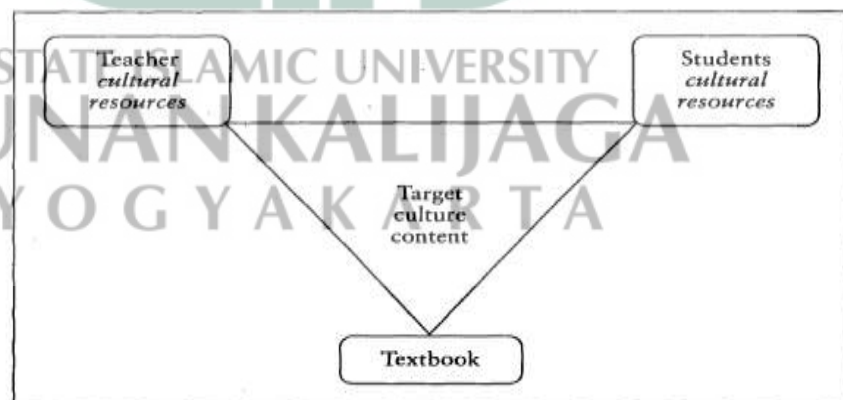 Teacher
cultural
resources
Students
cultural
resources
STATE ISLAMIC UNIVERSITY
SUNAN KALIJAGA
YOGYAKARTA
Target
culture
content
Textbook